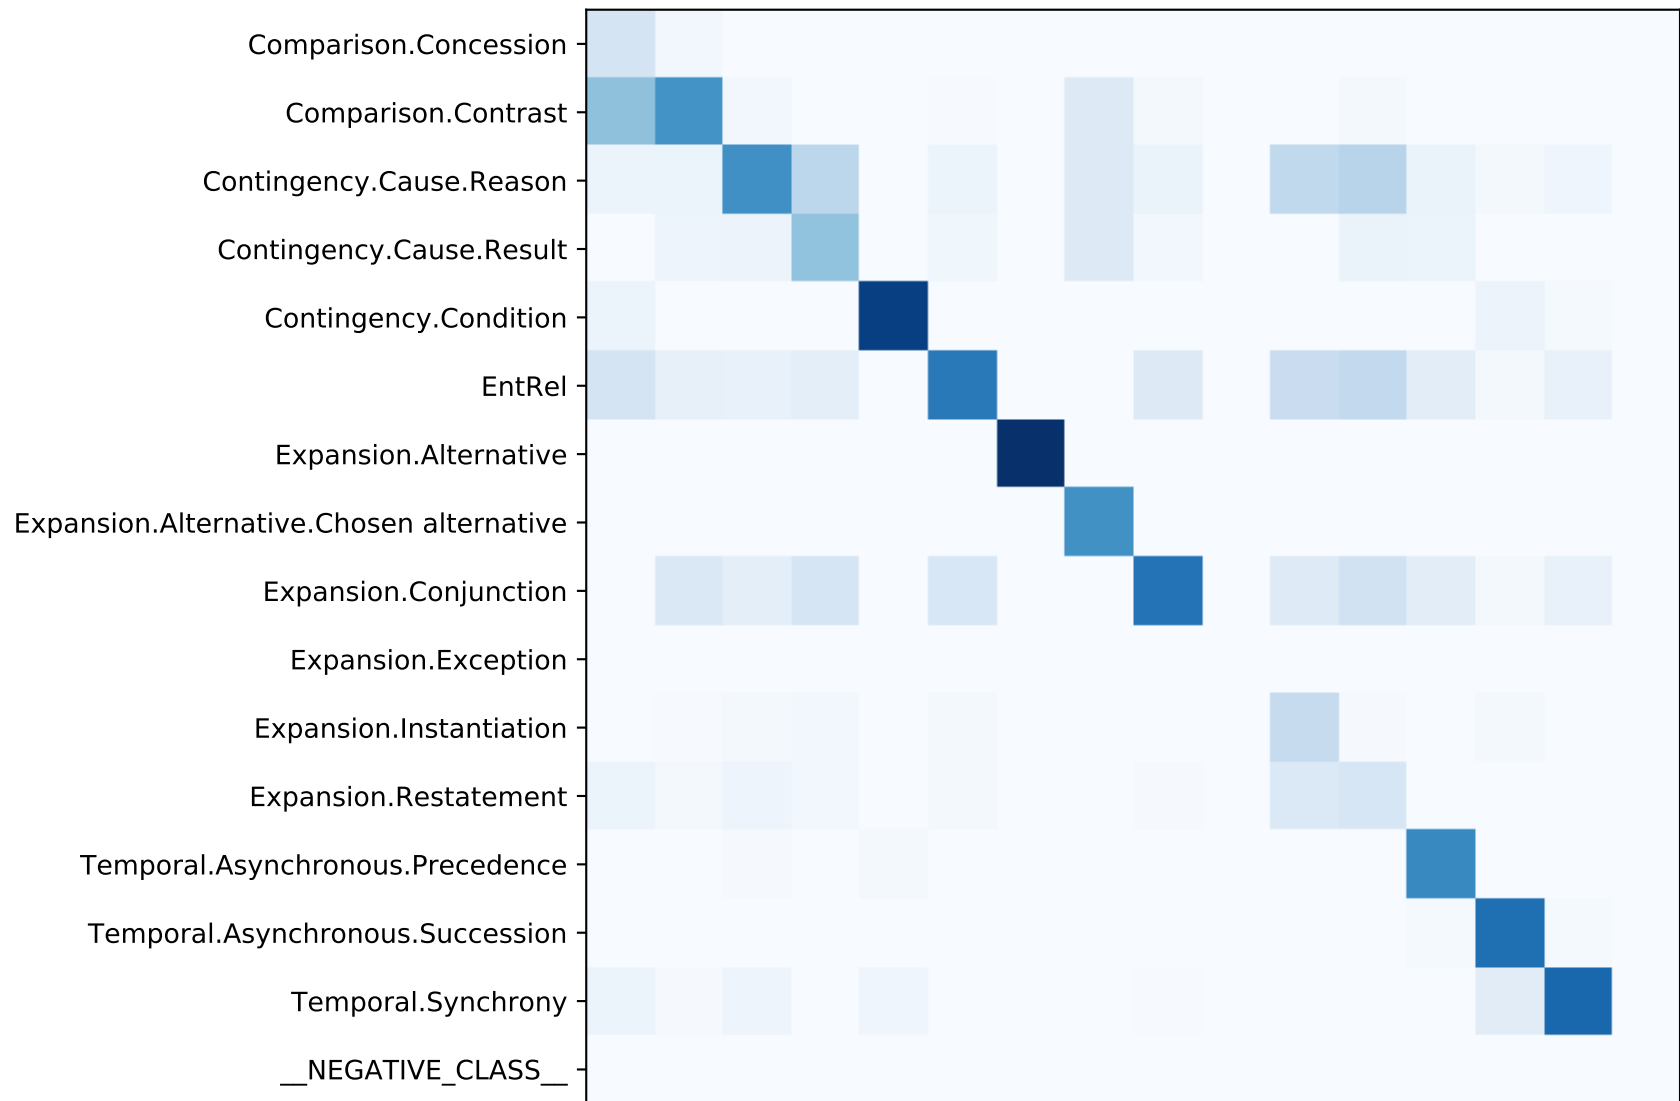 Comparison.Concession
Comparison.Contrast
Contingency.Cause.Reason
Contingency.Cause.Result
Contingency.Condition
EntRel
Expansion.Alternative
Expansion.Alternative.Chosen alternative
Expansion.Conjunction
Expansion.Exception
Expansion.Instantiation
Expansion.Restatement
Temporal.Asynchronous.Precedence
Temporal.Asynchronous.Succession
Temporal.Synchrony
__NEGATIVE_CLASS__